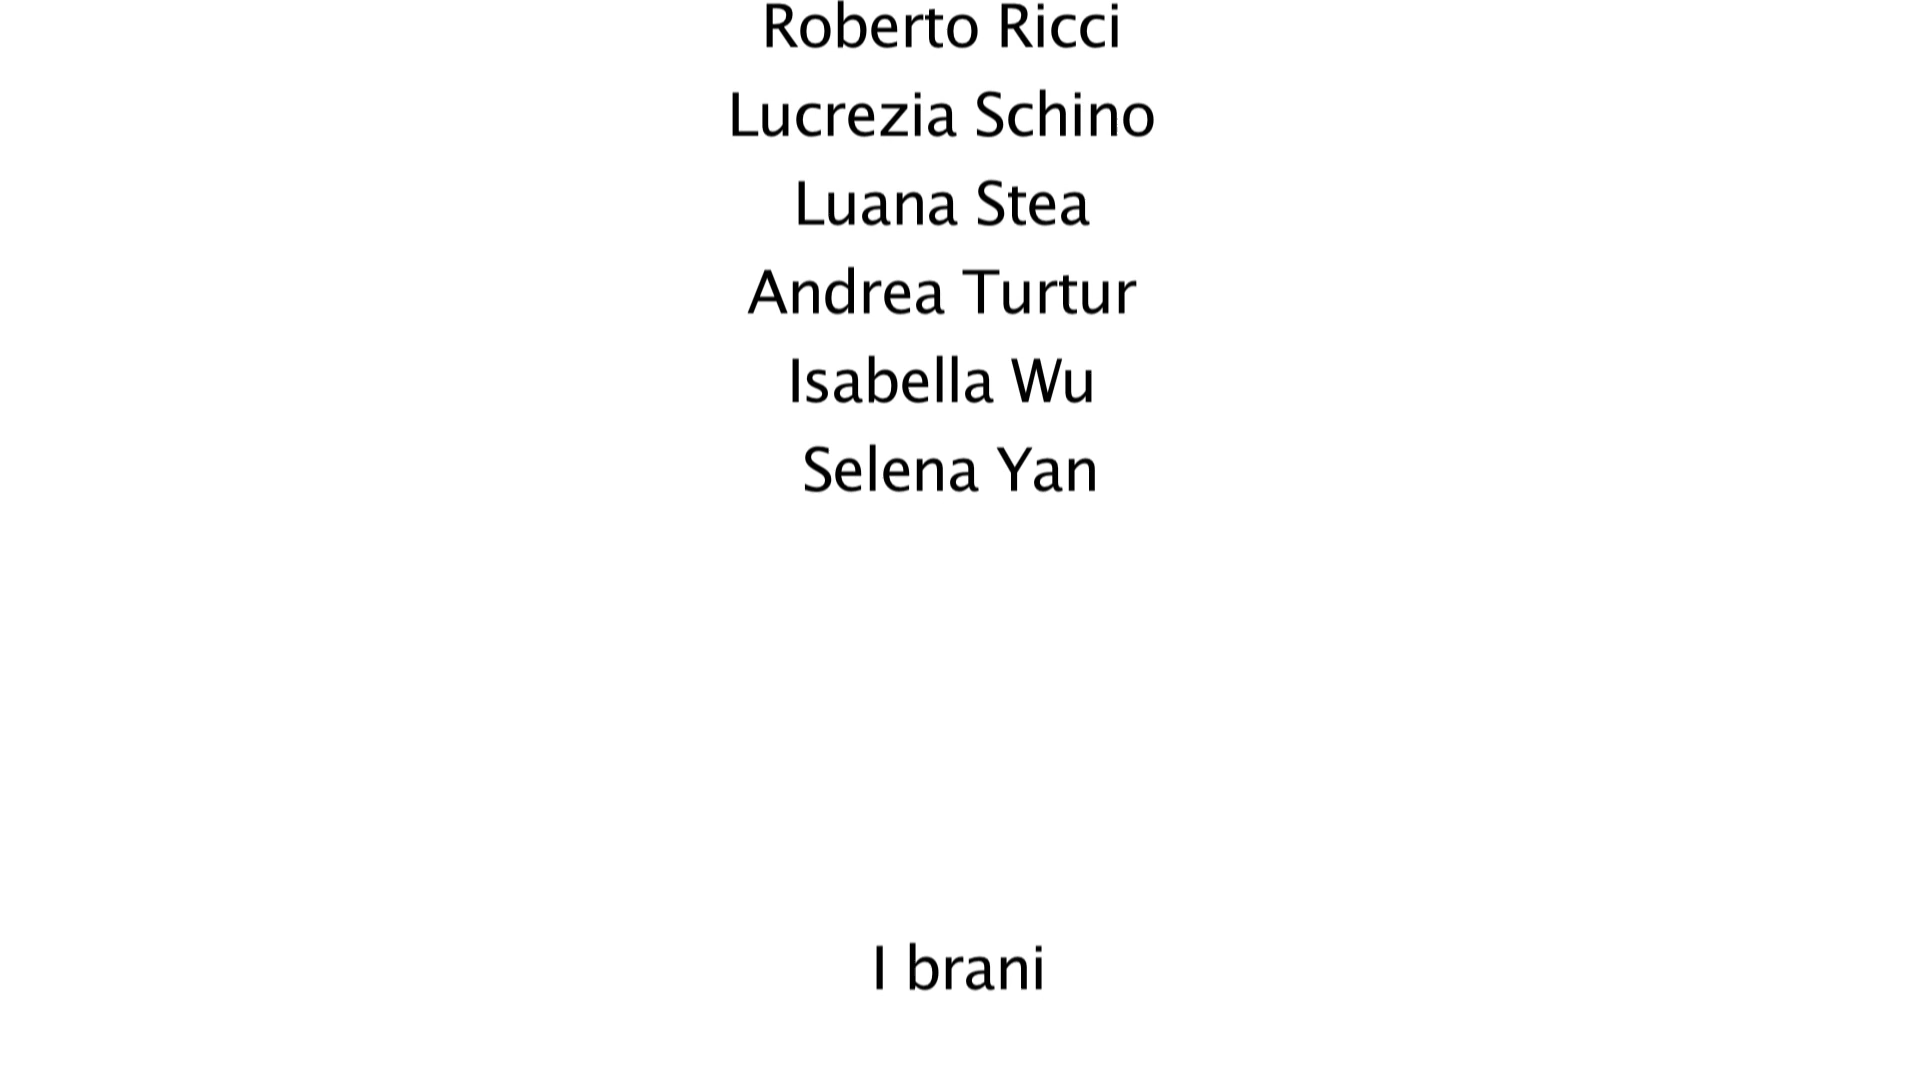 Roberto Ricci
Lucrezia Schino
Luana Stea
Andrea Turtur
Isabella Wu
Selena Yan
I brani